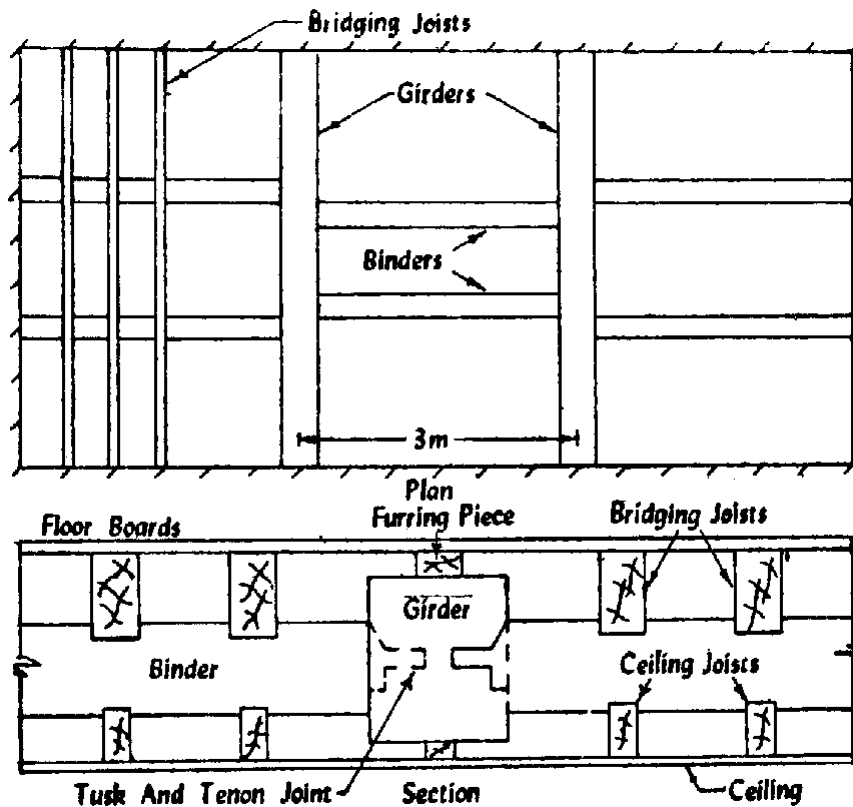 Bridging Joists
Girders
Binders
3m
Plan
Floor Boards
Furring Piece
Bridging Joists
Girder
Binder
Ceiling Joists
Tusk And Tenon Joint
Section
Ceiling